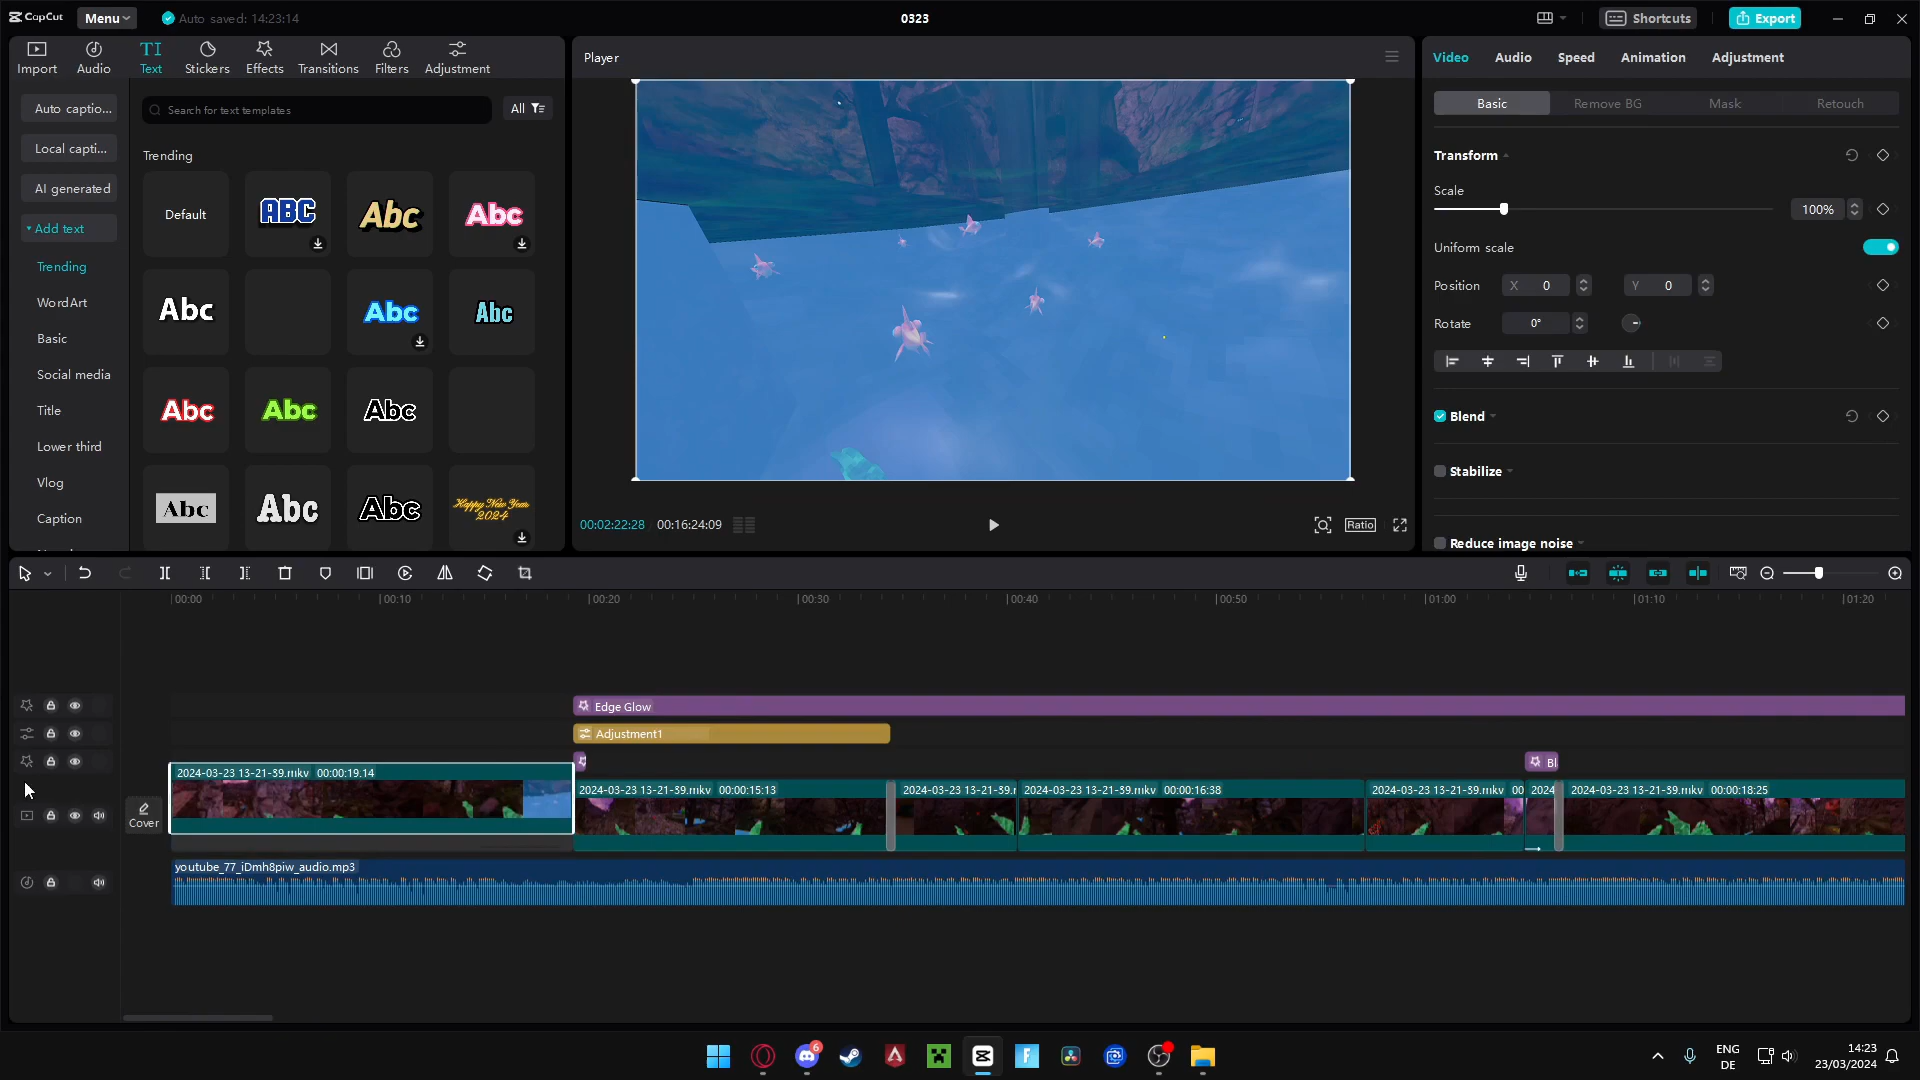 CapCut Menu Auto saved: 14:23:14 0323 Shortcuts Export
Import Audio Text Stickers Effects Transitions Filters Adjustment
TI
Auto captio...
Local capti...
AI generated
Add text
Trending
WordArt
Basic
Social media
Title
Lower third
Vlog
Caption
Search for text templates All
Trending
Default ABC Abc Abc
Abc Abc Abc
Abc Abc Abc
Abc Abc Abc Happy New Year 2024
Player
00:02:22:28 00:16:24:09 Ratio
Video Audio Speed Animation Adjustment
Basic Remove BG Mask Retouch
Transform
Scale
100%
Uniform scale
Position X 0 Y 0
Rotate 0°
Blend
Stabilize
Reduce image noise
00:00 00:10 00:20 00:30 00:40 00:50 01:00 01:10 01:20
Edge Glow
Adjustment1
Bl
2024-03-23 13-21-39.mkv 00:00:19.14
2024-03-23 13-21-39.mkv 00:00:15:13 2024-03-23 13-21-39.r 2024-03-23 13-21-39.mkv 00:00:16:38 2024-03-23 13-21-39.mkv 00 2024 2024-03-23 13-21-39.mkv 00:00:18:25
Cover
youtube_77_iDmh8piw_audio.mp3
6
ENG
DE
14:23
23/03/2024